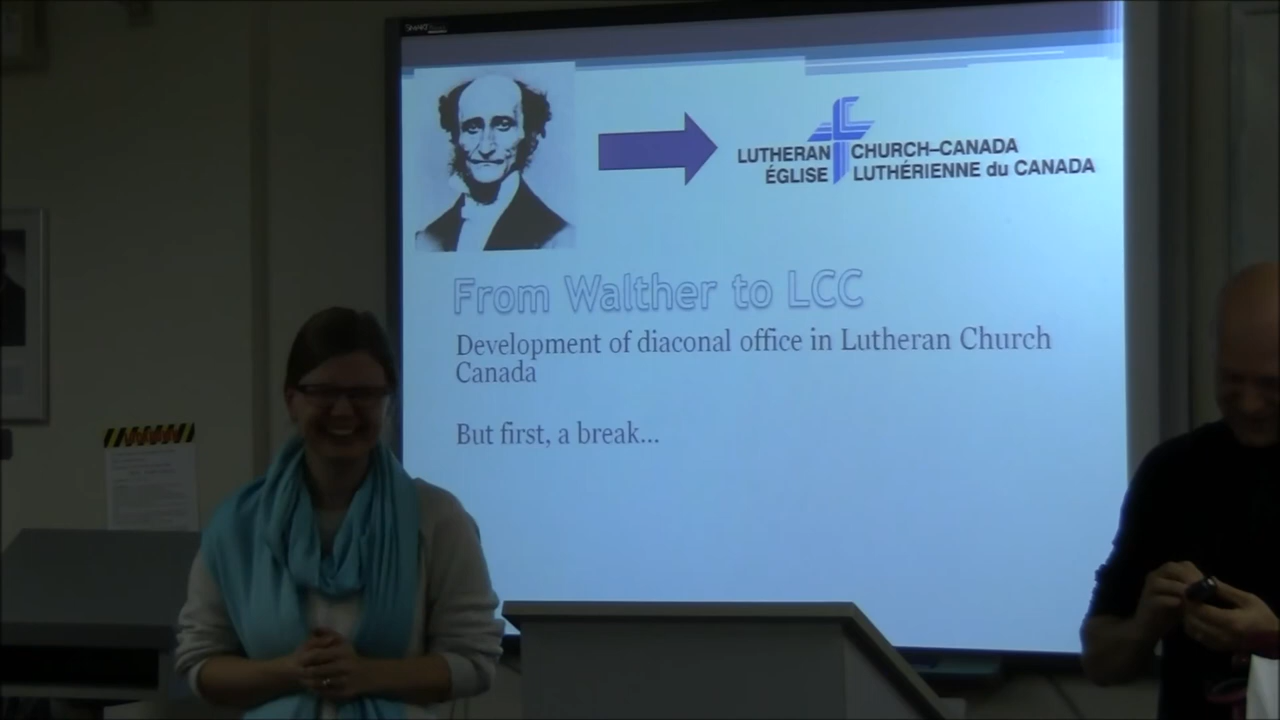 SMART
LUTHERAN CHURCH–CANADA
ÉGLISE LUTHÉRIENNE du CANADA
From Walther to LCC
Development of diaconal office in Lutheran Church
Canada
But first, a break...